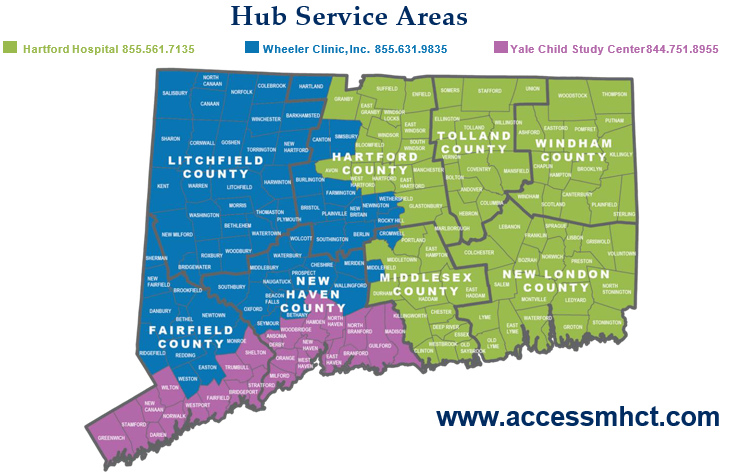 Hub Service Areas
Hartford Hospital 855.561.7135
Wheeler Clinic,Inc. 855.631.9835
Yale Child Study Center844.751.8955
LITCHFIELD COUNTY
HARTFORD COUNTY
TOLLAND COUNTY
WINDHAM COUNTY
FAIRFIELD COUNTY
NEW HAVEN COUNTY
MIDDLESEX COUNTY
NEW LONDON COUNTY
SALISBURY
NORTH CANAAN
CANAAN
NORFOLK
COLEBROOK
HARTLAND
WINCHESTER
BARKHAMSTED
SHARON
CORNWALL
GOSHEN
TORRINGTON
NEW HARTFORD
KENT
WARREN
LITCHFIELD
HARWINTON
MORRIS
WASHINGTON
THOMASTON
PLYMOUTH
BETHLEHEM
WATERTOWN
NEW MILFORD
ROXBURY
WOODBURY
BRIDGEWATER
SUFFIELD
ENFIELD
GRANBY
EAST GRANBY
WINDSOR LOCKS
EAST WINDSOR
CANTON
SIMSBURY
WINDSOR
BLOOMFIELD
SOUTH WINDSOR
AVON
WEST HARTFORD
HARTFORD
EAST HARTFORD
MANCHESTER
BURLINGTON
FARMINGTON
WETHERSFIELD
NEWINGTON
GLASTONBURY
BRISTOL
PLAINVILLE
NEW BRITAIN
ROCKY HILL
SOUTHINGTON
BERLIN
MARLBOROUGH
SOMERS
STAFFORD
UNION
ELLINGTON
TOLLAND
WILLINGTON
VERNON
COVENTRY
MANSFIELD
BOLTON
ANDOVER
COLUMBIA
HEBRON
WOODSTOCK
THOMPSON
PUTNAM
ASHFORD
EASTFORD
POMFRET
KILLINGLY
CHAPLIN
HAMPTON
BROOKLYN
WINDHAM
SCOTLAND
CANTERBURY
PLAINFIELD
STERLING
SHERMAN
NEW FAIRFIELD
BROOKFIELD
DANBURY
BETHEL
NEWTOWN
RIDGEFIELD
REDDING
MONROE
EASTON
WESTON
WILTON
TRUMBULL
SHELTON
STRATFORD
BRIDGEPORT
FAIRFIELD
WESTPORT
NORWALK
NEW CANAAN
DARIEN
STAMFORD
GREENWICH
WATERBURY
WOLCOTT
MIDDLEBURY
CHESHIRE
MERIDEN
PROSPECT
NAUGATUCK
WALLINGFORD
SOUTHBURY
OXFORD
BEACON FALLS
SEYMOUR
BETHANY
HAMDEN
NORTH HAVEN
NORTH BRANFORD
ANSONIA
DERBY
WOODBRIDGE
NEW HAVEN
ORANGE
WEST HAVEN
EAST HAVEN
BRANFORD
GUILFORD
MADISON
MILFORD
CROMWELL
PORTLAND
MIDDLETOWN
EAST HAMPTON
MIDDLEFIELD
DURHAM
HADDAM
EAST HADDAM
KILLINGWORTH
CHESTER
DEEP RIVER
ESSEX
WESTBROOK
OLD SAYBROOK
CLINTON
COLCHESTER
LEBANON
FRANKLIN
SPRAGUE
LISBON
GRISWOLD
VOLUNTOWN
BOZRAH
NORWICH
PRESTON
NORTH STONINGTON
SALEM
MONTVILLE
LEDYARD
LYME
OLD LYME
EAST LYME
WATERFORD
GROTON
STONINGTON
www.accessmhct.com